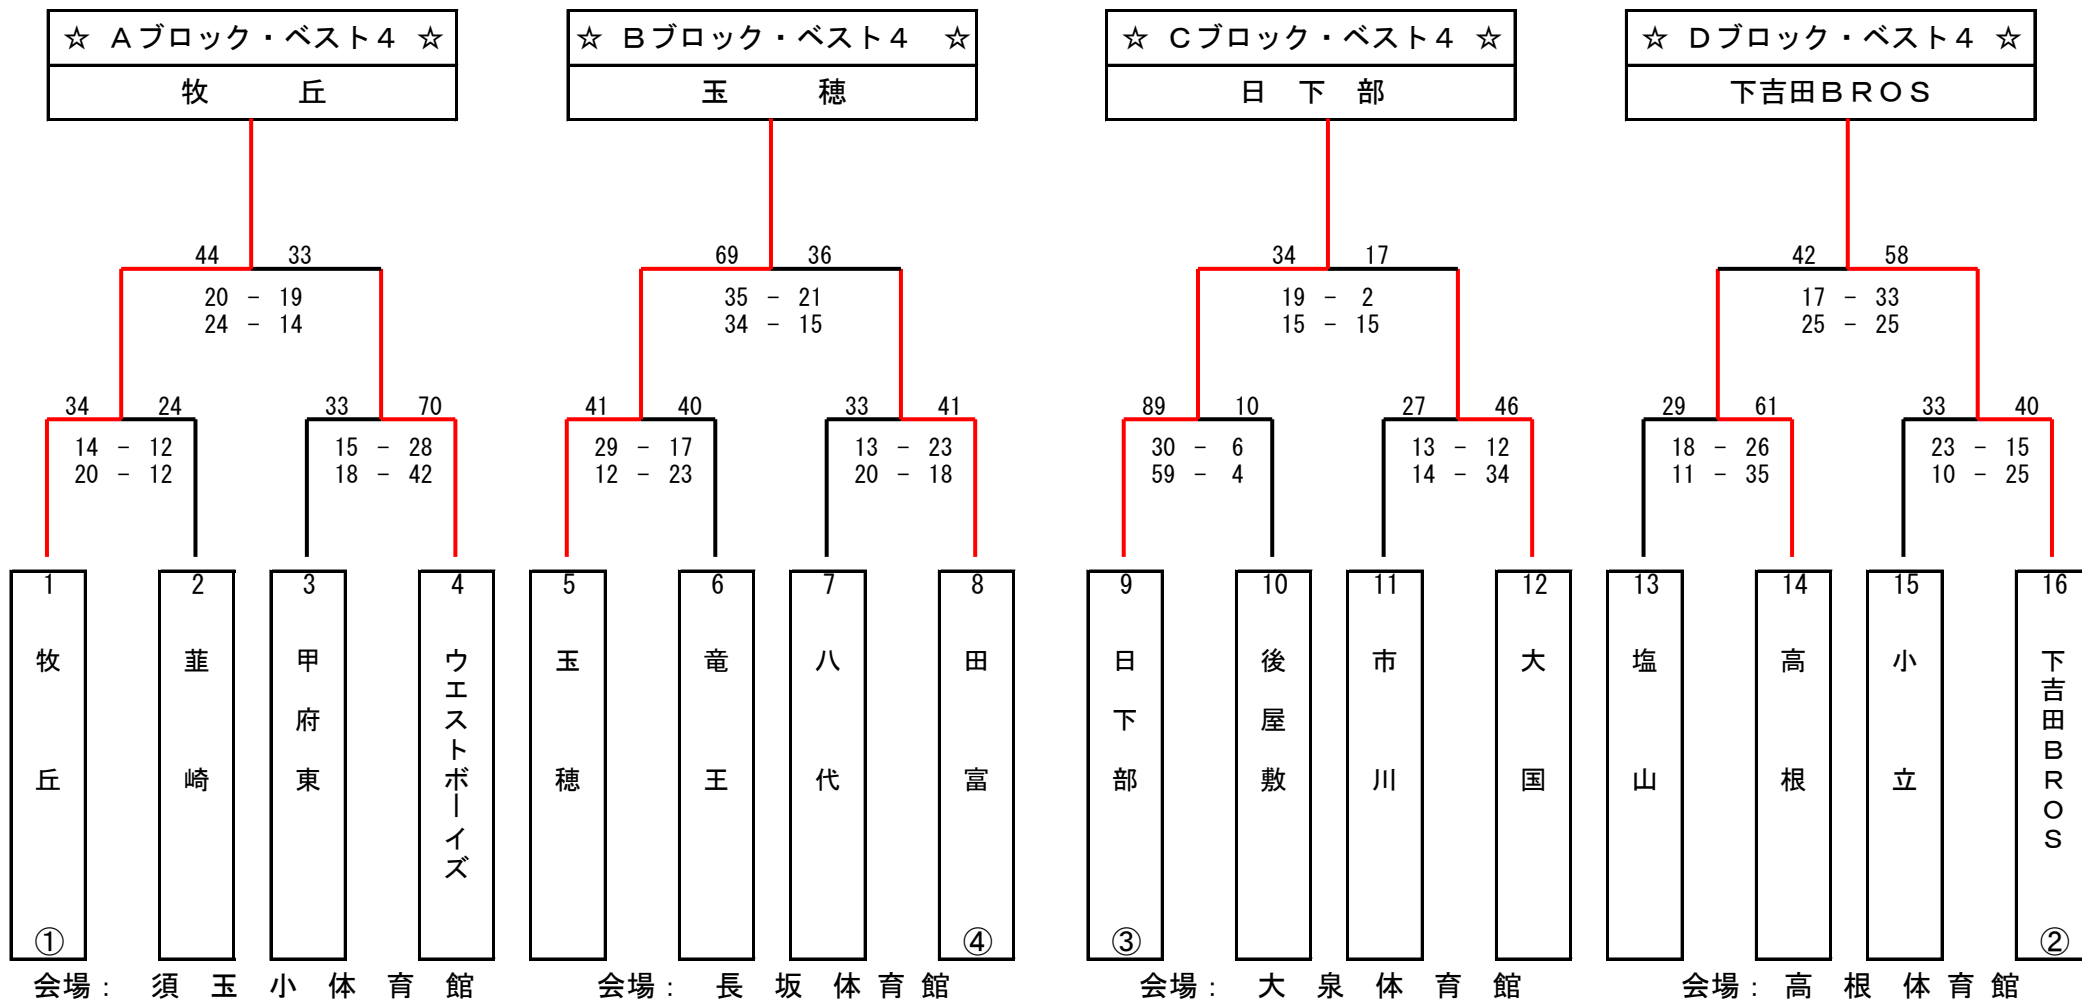 ☆ Aブロック・ベスト4 ☆
牧 丘
☆ Bブロック・ベスト4 ☆
玉 穂
☆ Cブロック・ベスト4 ☆
日 下 部
☆ Dブロック・ベスト4 ☆
下吉田BROS
44 33
20 - 19
24 - 14
69 36
35 - 21
34 - 15
34 17
19 - 2
15 - 15
42 58
17 - 33
25 - 25
34 24
14 - 12
20 - 12
33 70
15 - 28
18 - 42
41 40
29 - 17
12 - 23
33 41
13 - 23
20 - 18
89 10
30 - 6
59 - 4
27 46
13 - 12
14 - 34
29 61
18 - 26
11 - 35
33 40
23 - 15
10 - 25
1
牧丘
①
2
韮崎
3
甲府東
4
ウエストボーイズ
5
玉穂
6
竜王
7
八代
8
田富
④
9
日下部
③
10
後屋敷
11
市川
12
大国
13
塩山
14
高根
15
小立
16
下吉田BROS
②
会場: 須 玉 小 体 育 館
会場: 長 坂 体 育 館
会場: 大 泉 体 育 館
会場: 高 根 体 育 館